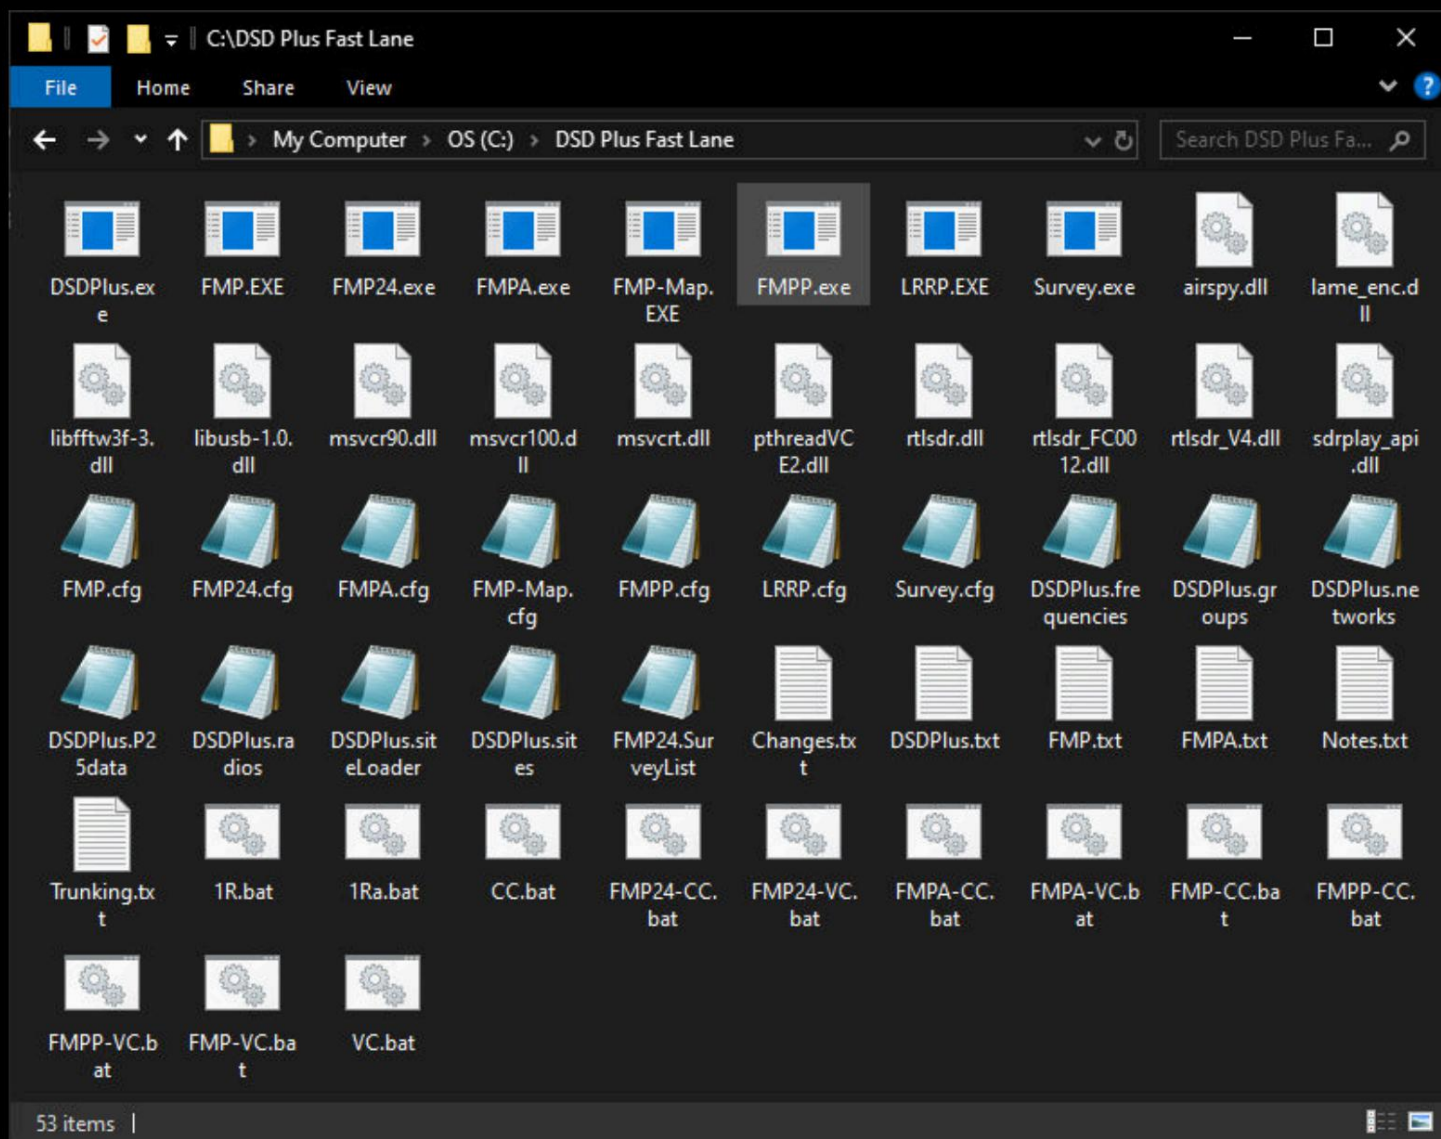 C:\DSD Plus Fast Lane
File Home Share View
My Computer > OS (C:) > DSD Plus Fast Lane
Search DSD Plus Fa...
DSDPlus.ex
e
FMP.EXE
FMP24.exe
FMPA.exe
FMP-Map.
EXE
FMPP.exe
LRRP.EXE
Survey.exe
airspy.dll
lame_enc.d
ll
libfftw3f-3.
dll
libusb-1.0.
dll
msvcr90.dll
msvcr100.d
ll
msvcrt.dll
pthreadVC
E2.dll
rtlsdr.dll
rtlsdr_FC00
12.dll
rtlsdr_V4.dll
sdrplay_api
.dll
FMP.cfg
FMP24.cfg
FMPA.cfg
FMP-Map.
cfg
FMPP.cfg
LRRP.cfg
Survey.cfg
DSDPlus.fre
quencies
DSDPlus.gr
oups
DSDPlus.ne
tworks
DSDPlus.P2
5data
DSDPlus.ra
dios
DSDPlus.sit
eLoader
DSDPlus.sit
es
FMP24.Sur
veyList
Changes.tx
t
DSDPlus.txt
FMP.txt
FMPA.txt
Notes.txt
Trunking.tx
t
1R.bat
1Ra.bat
CC.bat
FMP24-CC.
bat
FMP24-VC.
bat
FMPA-CC.
bat
FMPA-VC.b
at
FMP-CC.ba
t
FMPP-CC.
bat
FMPP-VC.b
at
FMP-VC.ba
t
VC.bat
53 items